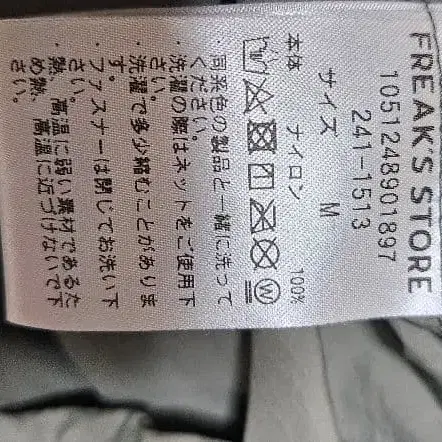 FREAK'S STORE
1051248901897
241-1513
サイズ M
本体 ナイロン 100%
・同系色の製品と一緒に洗って
ください。
・洗濯の際はネットをご使用下
さい。
・洗濯で多少縮むことがありま
す。
・ファスナーは閉じてお洗い下
さい。
・熱、高温に弱い素材であるた
め熱、高温に近づけないで下
さい。